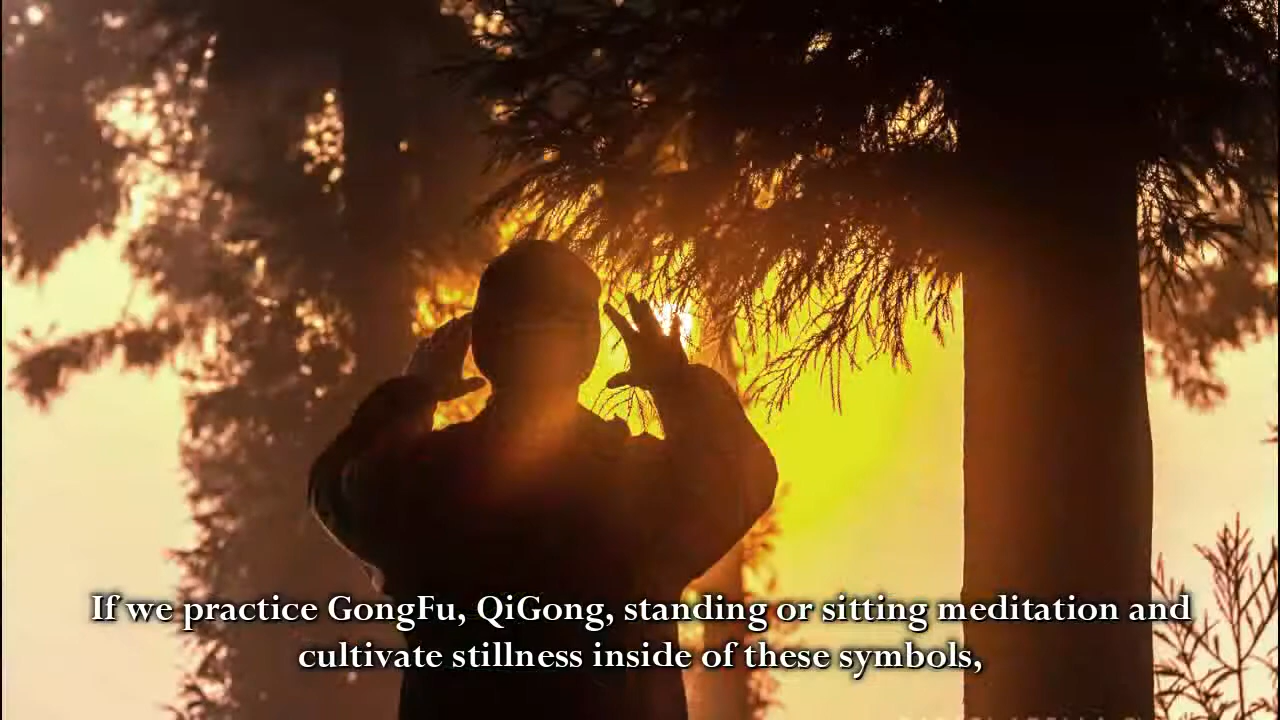 If we practice GongFu, QiGong, standing or sitting meditation and
cultivate stillness inside of these symbols,